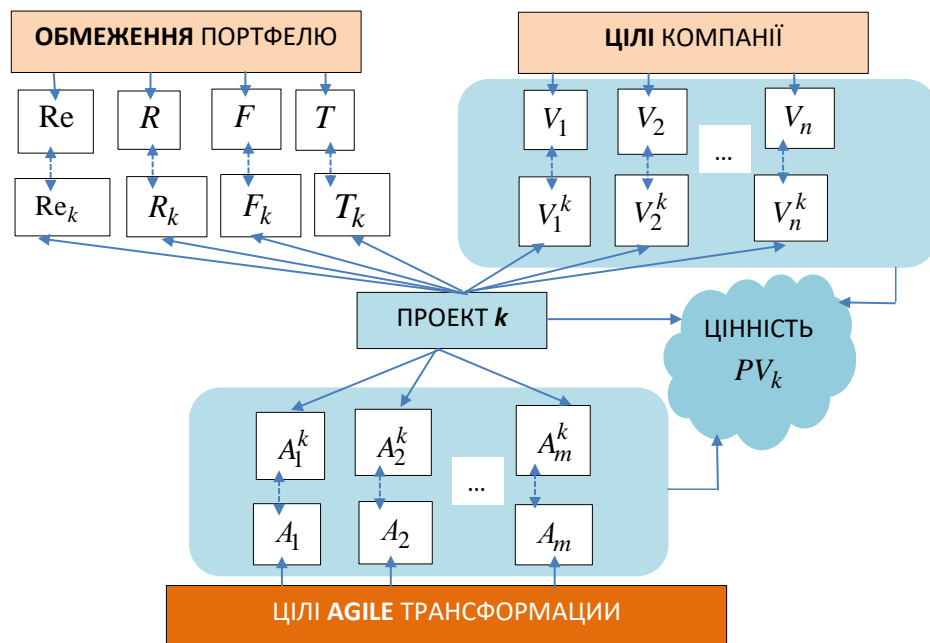 ОБМЕЖЕННЯ ПОРТФЕЛЮ
ЦІЛІ КОМПАНІЇ
Re R F T
V₁ V₂ ... Vₙ
Reₖ Rₖ Fₖ Tₖ
V₁ᵏ V₂ᵏ Vₙᵏ
ПРОЕКТ k
ЦІННІСТЬ
PVₖ
A₁ᵏ A₂ᵏ ... Aₘᵏ
A₁ A₂ Aₘ
ЦІЛІ AGILE ТРАНСФОРМАЦИИ